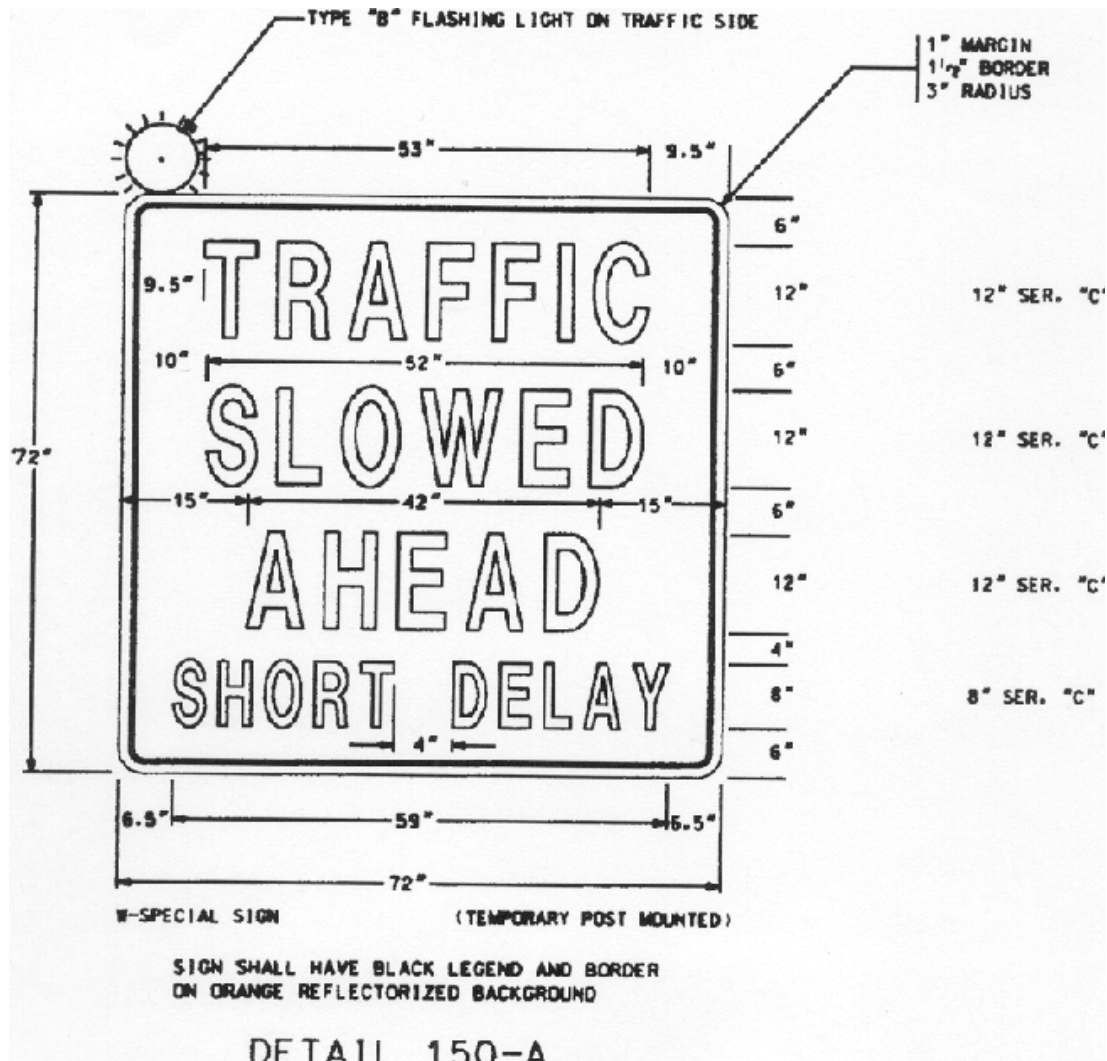 TYPE "B" FLASHING LIGHT ON TRAFFIC SIDE
1" MARGIN
1 1/2" BORDER
3" RADIUS
53"
9.5"
6"
TRAFFIC
9.5"
12"
12" SER. "C"
10"
52"
10"
6"
SLOWED
72"
12"
12" SER. "C"
15"
42"
15"
6"
AHEAD
12"
12" SER. "C"
4"
SHORT DELAY
8"
8" SER. "C"
4"
6"
6.5"
59"
6.5"
72"
W-SPECIAL SIGN
(TEMPORARY POST MOUNTED)
SIGN SHALL HAVE BLACK LEGEND AND BORDER
ON ORANGE REFLECTORIZED BACKGROUND
DETAIL 150-A